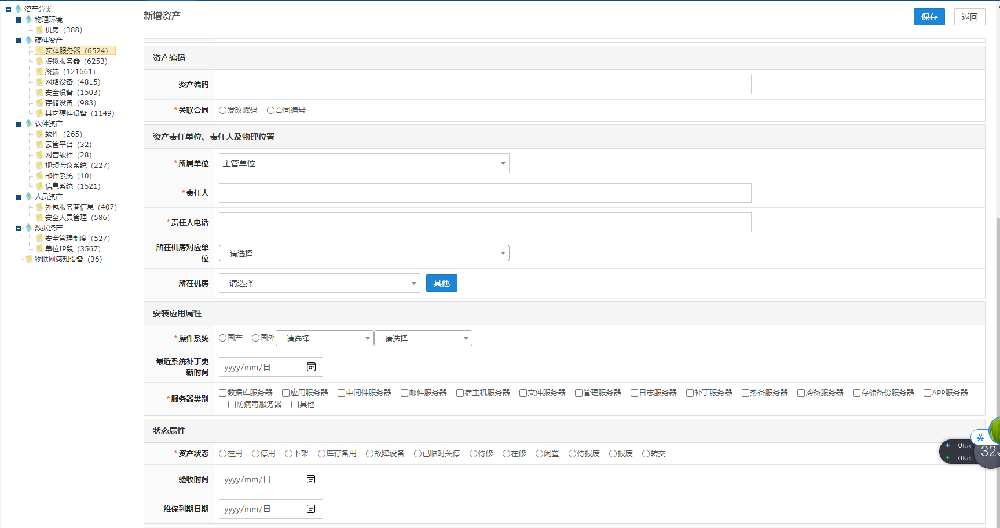 资产分类
物理环境
机房 (388)
硬件资产
实体服务器 (6524)
虚拟服务器 (6253)
终端 (121661)
网络设备 (4815)
安全设备 (1503)
存储设备 (983)
其它硬件设备 (1149)
软件资产
软件 (265)
云管平台 (32)
网管软件 (28)
视频会议系统 (227)
邮件系统 (10)
信息系统 (1521)
人员资产
外包服务商信息 (407)
安全人员管理 (586)
数据资产
安全管理制度 (527)
单位IP段 (3567)
物联网感知设备 (36)
新增资产
保存 返回
资产编码
资产编码
*关联合同 发改赋码 合同编号
资产责任单位、责任人及物理位置
*所属单位 主管单位
*责任人
*责任人电话
所在机房对应单
位
--请选择--
所在机房 --请选择-- 其他
安装应用属性
*操作系统 国产 国外 --请选择-- --请选择--
最近系统补丁更
新时间
yyyy/mm/日
*服务器类别 数据库服务器 应用服务器 中间件服务器 邮件服务器 宿主机服务器 文件服务器 管理服务器 日志服务器 补丁服务器 热备服务器 冷备服务器 存储备份服务器 APP服务器
防病毒服务器 其他
状态属性
*资产状态 在用 停用 下架 库存备用 故障设备 已临时关停 待修 在修 闲置 待报废 报废 转交
验收时间 yyyy/mm/日
维保到期日期 yyyy/mm/日
英
0K/s
0K/s
32%